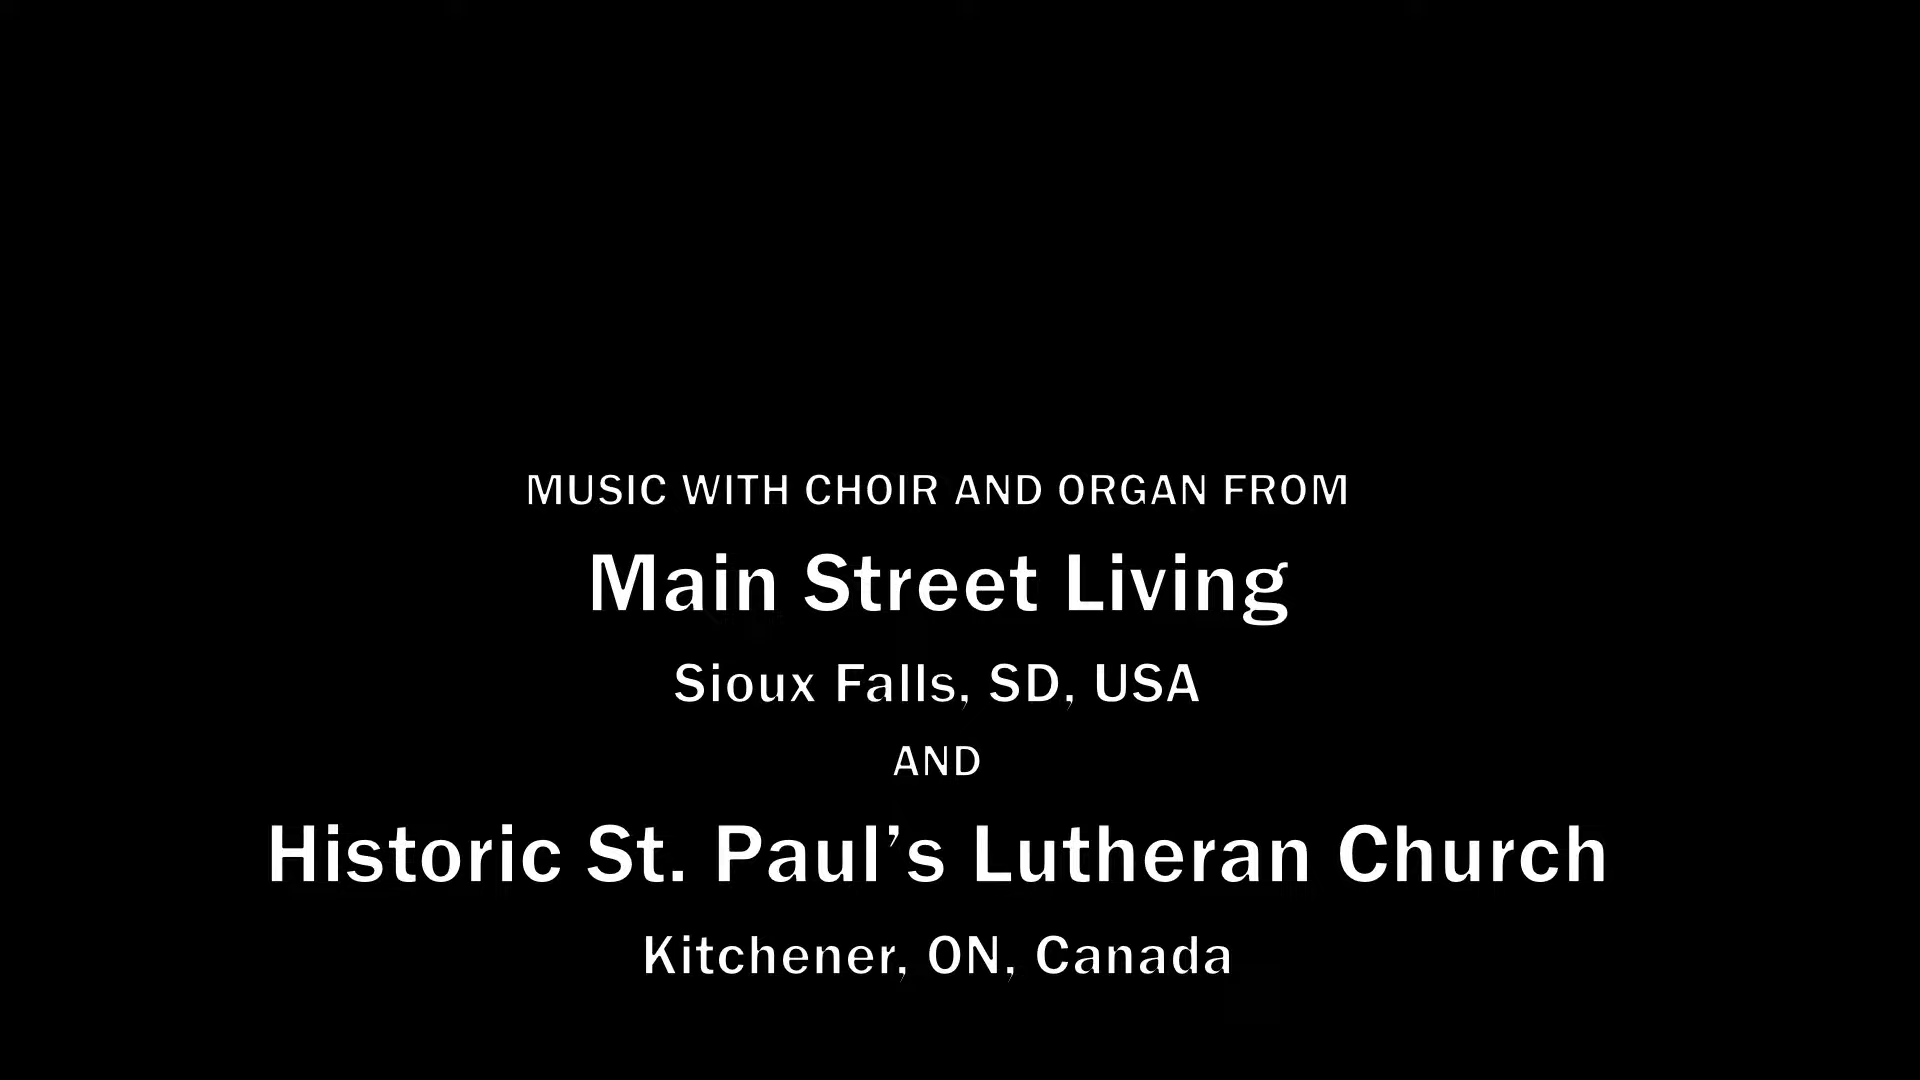 MUSIC WITH CHOIR AND ORGAN FROM
Main Street Living
Sioux Falls, SD, USA
AND
Historic St. Paul’s Lutheran Church
Kitchener, ON, Canada